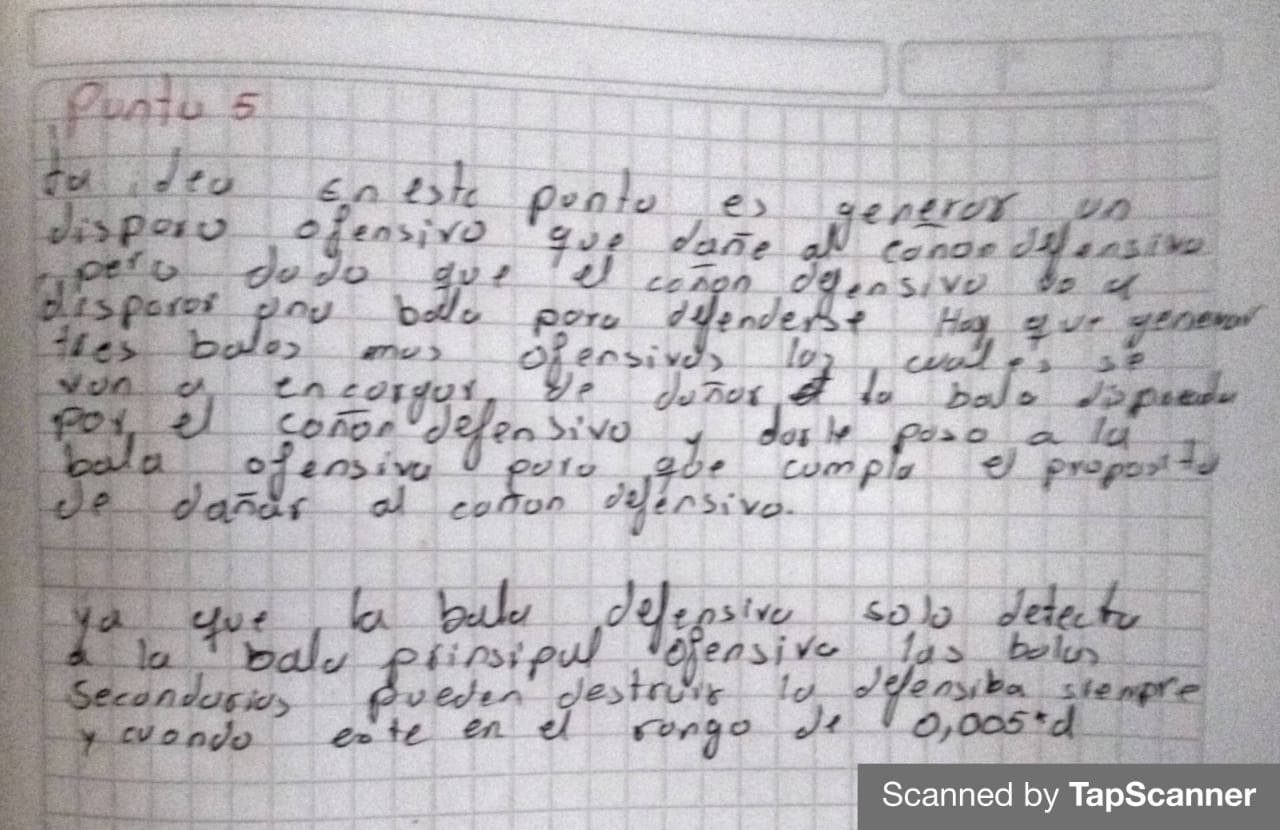 Punto 5
la idea en este punto es generar un
disparo ofensivo que dañe al cañon defensivo
, pero dado que el cañon ofensivo va a
disparar una bala para defenderse Hay que generar
tres balas mas ofensivas las cuales se
van a encargar de dañar la bala
por el cañon defensivo y darle paso a la
bala ofensiva para que cumpla el proposito
de dañar al cañon defensivo.
ya que la bala defensiva solo detecta
a la bala prinsipal ofensiva las balas
secundarias pueden destruir la defensiba siempre
y cuando este en el rango de 0,005*d
Scanned by TapScanner